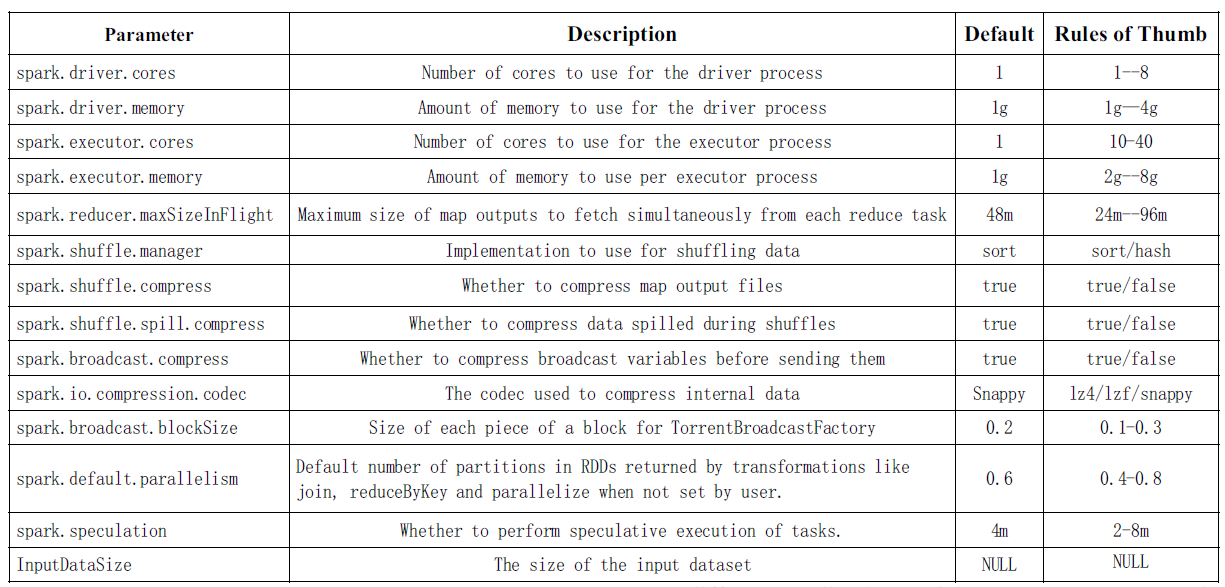 Parameter Description Default Rules of Thumb
spark.driver.cores Number of cores to use for the driver process 1 1--8
spark.driver.memory Amount of memory to use for the driver process 1g 1g—4g
spark.executor.cores Number of cores to use for the executor process 1 10-40
spark.executor.memory Amount of memory to use per executor process 1g 2g—8g
spark.reducer.maxSizeInFlight Maximum size of map outputs to fetch simultaneously from each reduce task 48m 24m--96m
spark.shuffle.manager Implementation to use for shuffling data sort sort/hash
spark.shuffle.compress Whether to compress map output files true true/false
spark.shuffle.spill.compress Whether to compress data spilled during shuffles true true/false
spark.broadcast.compress Whether to compress broadcast variables before sending them true true/false
spark.io.compression.codec The codec used to compress internal data Snappy lz4/lzf/snappy
spark.broadcast.blockSize Size of each piece of a block for TorrentBroadcastFactory 0.2 0.1-0.3
spark.default.parallelism Default number of partitions in RDDs returned by transformations like
join, reduceByKey and parallelize when not set by user. 0.6 0.4-0.8
spark.speculation Whether to perform speculative execution of tasks. 4m 2-8m
InputDataSize The size of the input dataset NULL NULL